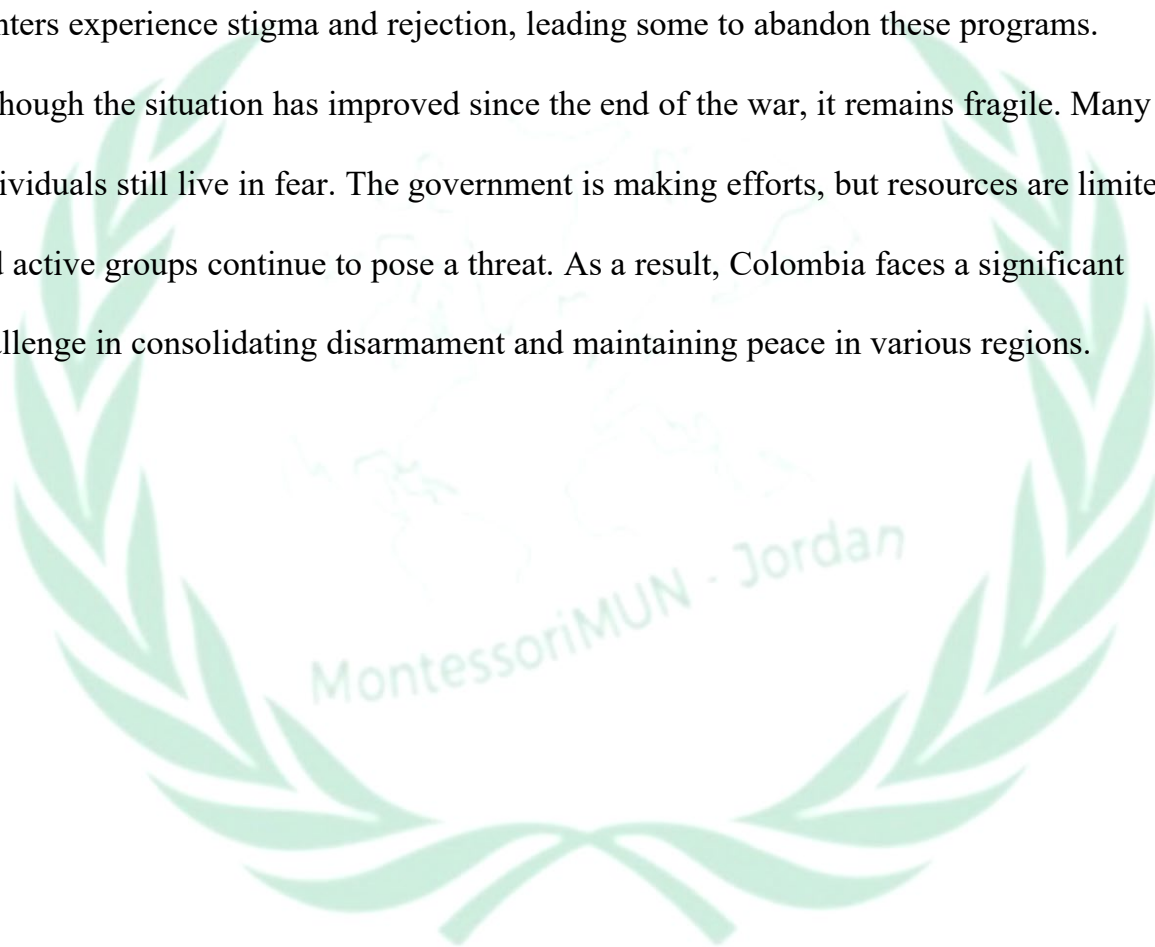 nters experience stigma and rejection, leading some to abandon these programs.
hough the situation has improved since the end of the war, it remains fragile. Many
ividuals still live in fear. The government is making efforts, but resources are limite
d active groups continue to pose a threat. As a result, Colombia faces a significant
allenge in consolidating disarmament and maintaining peace in various regions.
MontessoriMUN - Jordan